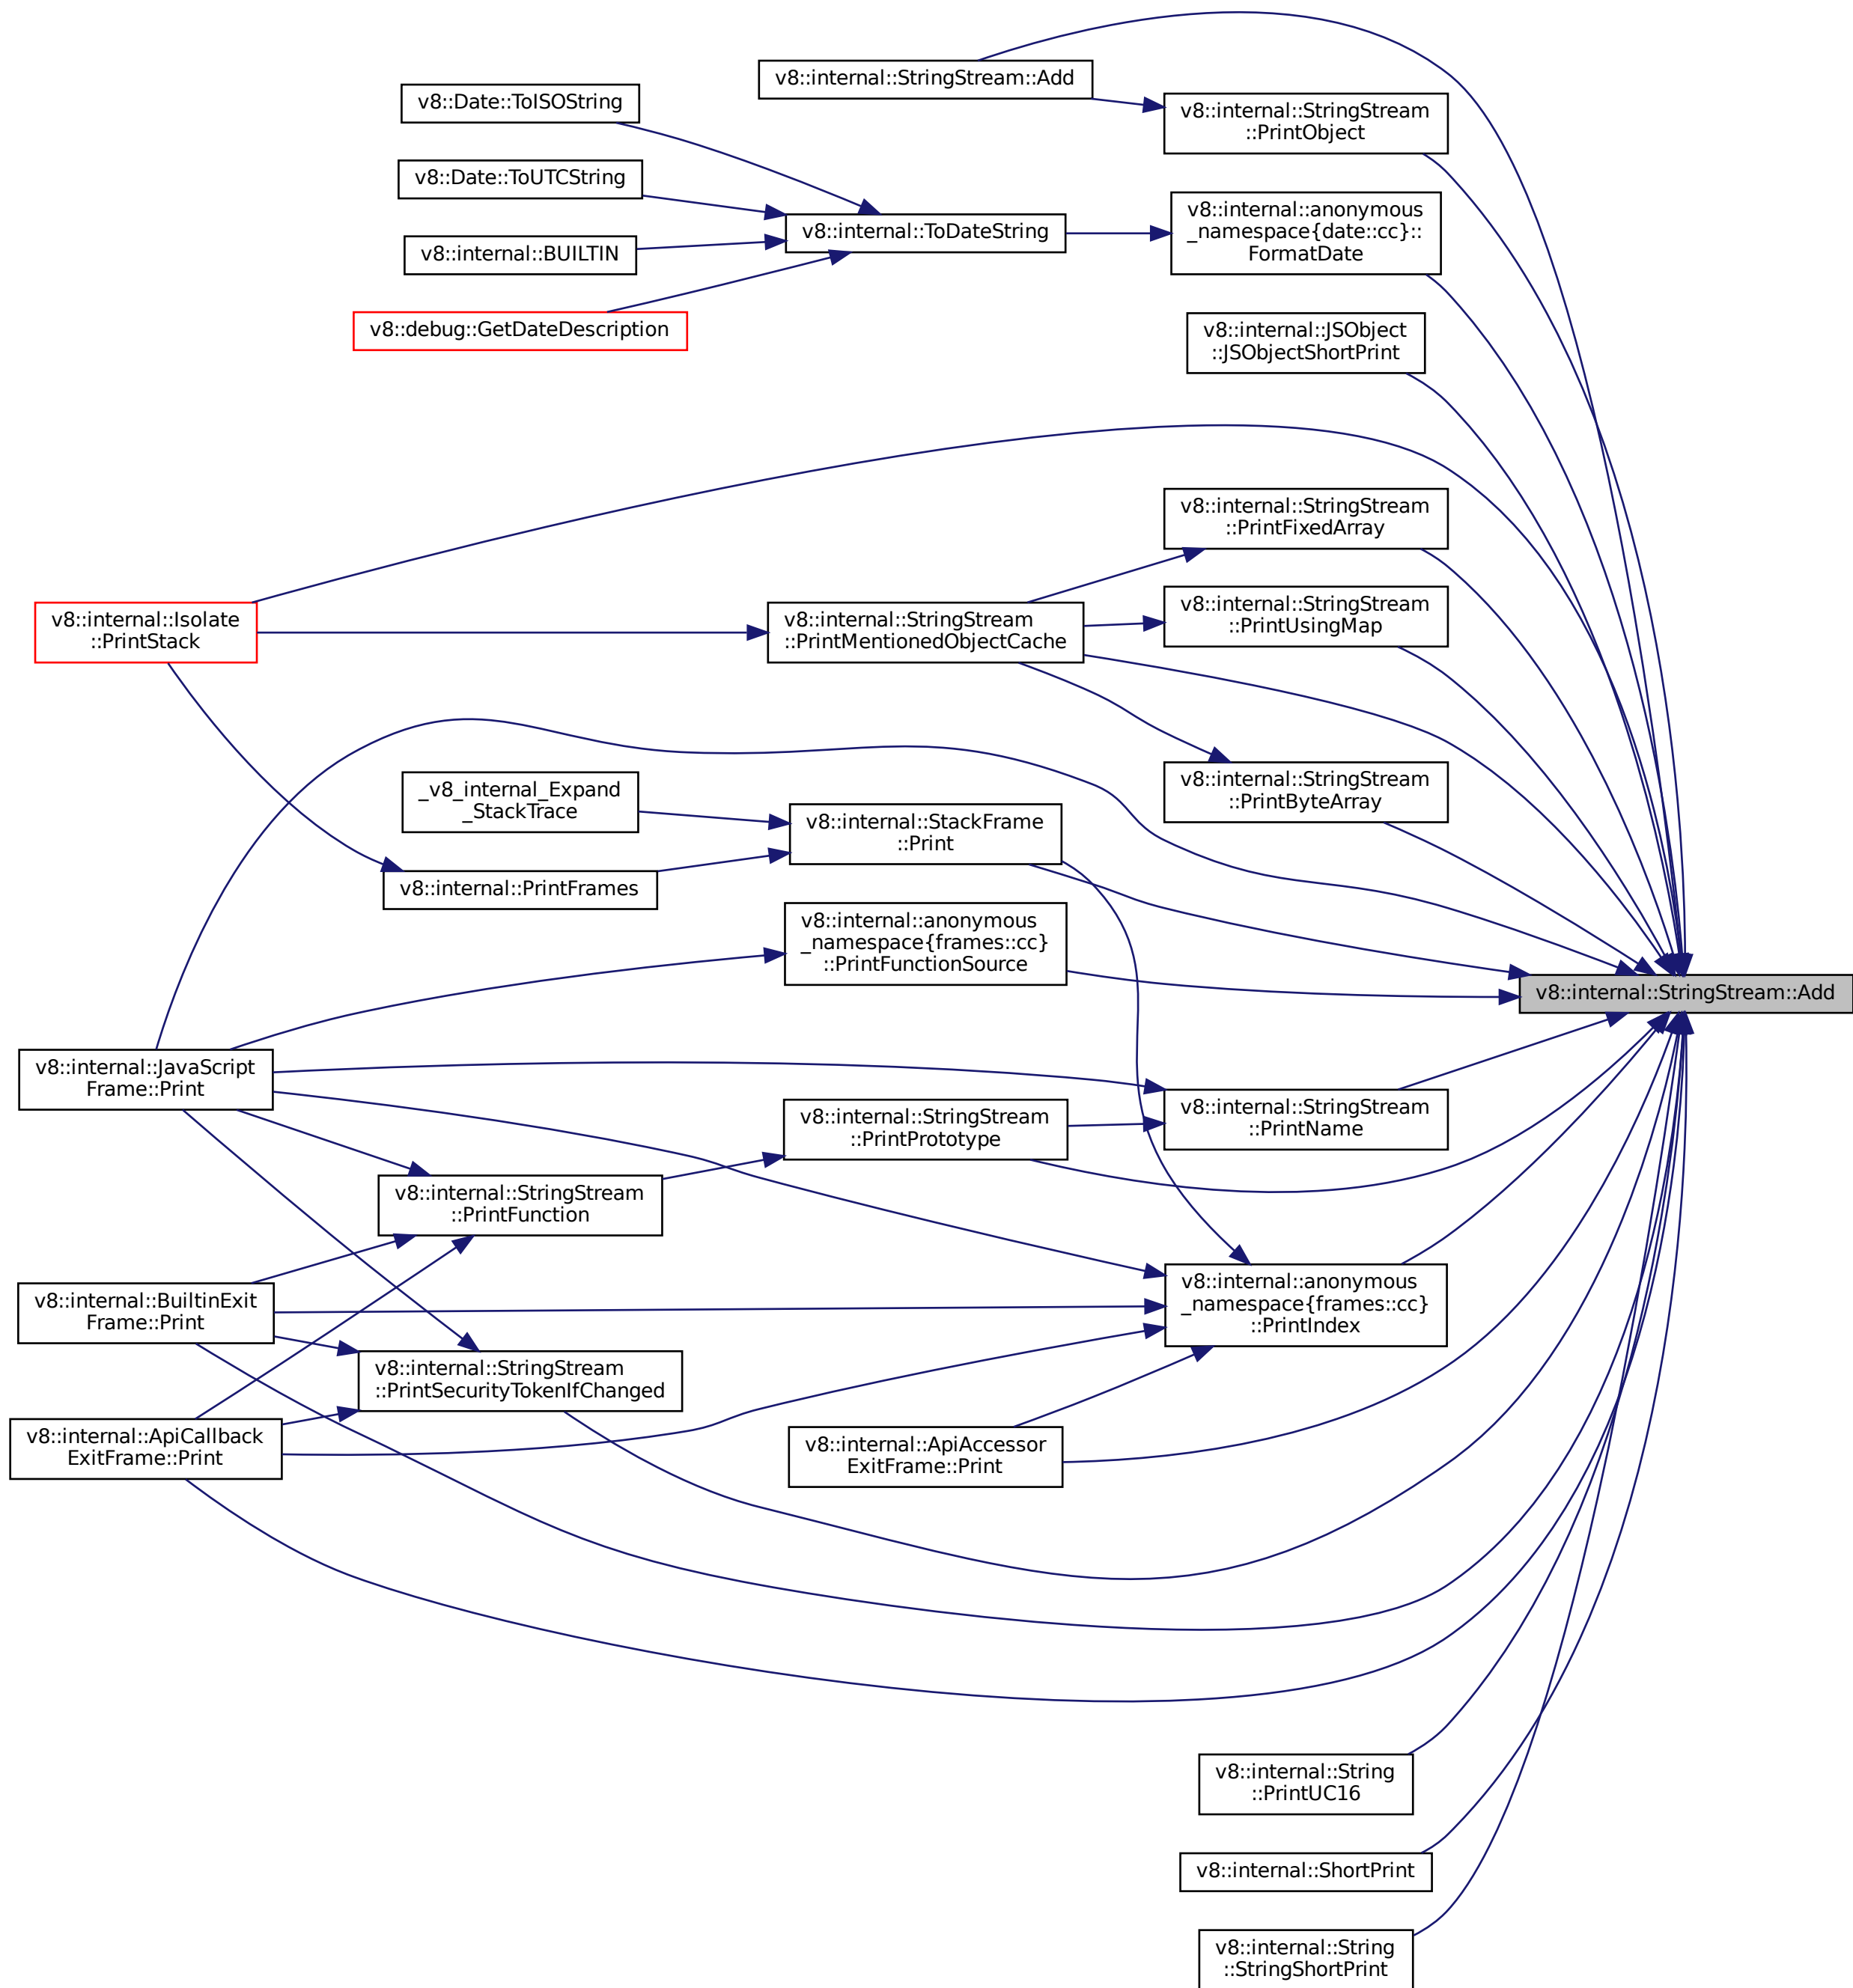 v8::internal::StringStream::Add
v8::Date::ToISOString
v8::internal::StringStream
::PrintObject
v8::Date::ToUTCString
v8::internal::ToDateString
v8::internal::anonymous
_namespace{date::cc}::
FormatDate
v8::internal::BUILTIN
v8::debug::GetDateDescription
v8::internal::JSObject
::JSObjectShortPrint
v8::internal::StringStream
::PrintFixedArray
v8::internal::Isolate
::PrintStack
v8::internal::StringStream
::PrintMentionedObjectCache
v8::internal::StringStream
::PrintUsingMap
v8::internal::StringStream
::PrintByteArray
_v8_internal_Expand
_StackTrace
v8::internal::StackFrame
::Print
v8::internal::PrintFrames
v8::internal::anonymous
_namespace{frames::cc}
::PrintFunctionSource
v8::internal::StringStream::Add
v8::internal::JavaScript
Frame::Print
v8::internal::StringStream
::PrintPrototype
v8::internal::StringStream
::PrintName
v8::internal::StringStream
::PrintFunction
v8::internal::BuiltinExit
Frame::Print
v8::internal::anonymous
_namespace{frames::cc}
::PrintIndex
v8::internal::StringStream
::PrintSecurityTokenIfChanged
v8::internal::ApiCallback
ExitFrame::Print
v8::internal::ApiAccessor
ExitFrame::Print
v8::internal::String
::PrintUC16
v8::internal::ShortPrint
v8::internal::String
::StringShortPrint